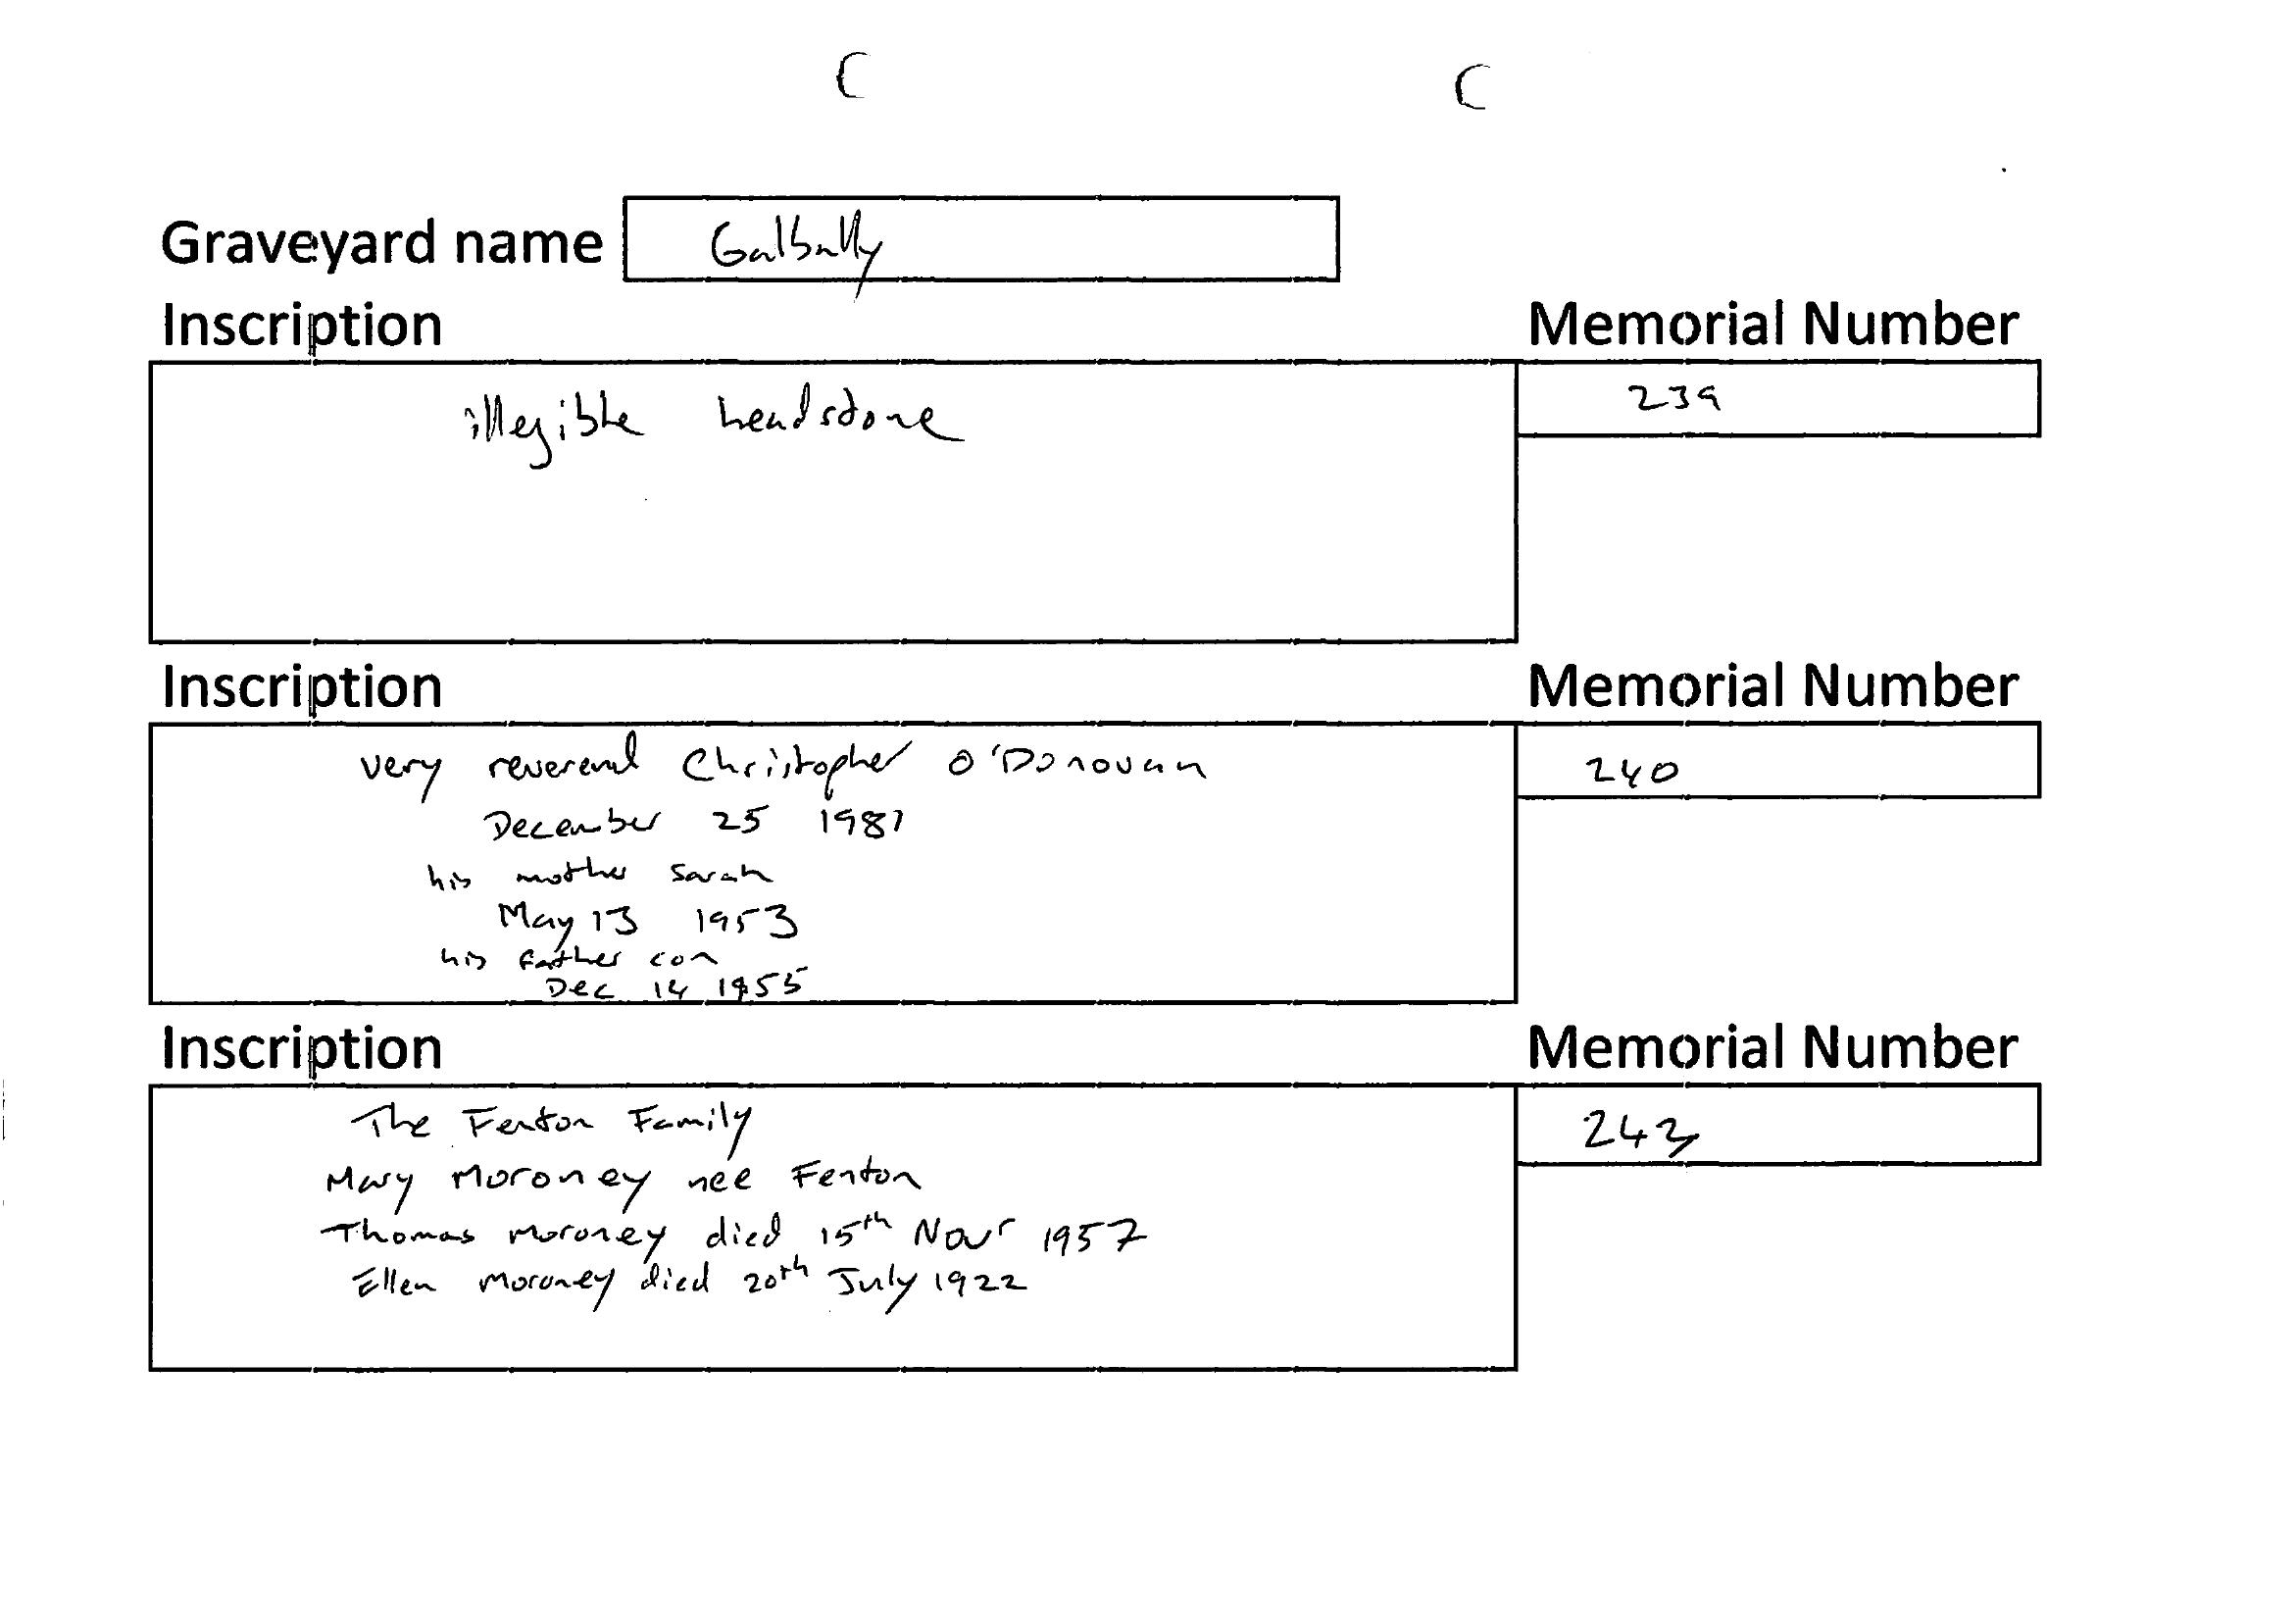 Graveyard name Galbally
Inscription Memorial Number
illegible headstone 239
Inscription Memorial Number
very reverend Christopher O'Donovan 240
December 25 1981
his mother Sarah
May 13 1953
his father con
Dec 14 1955
Inscription Memorial Number
The Fenton Family 243
Mary Moroney nee Fenton
Thomas Moroney died 15th Novr 1957
Ellen Moroney died 20th July 1922